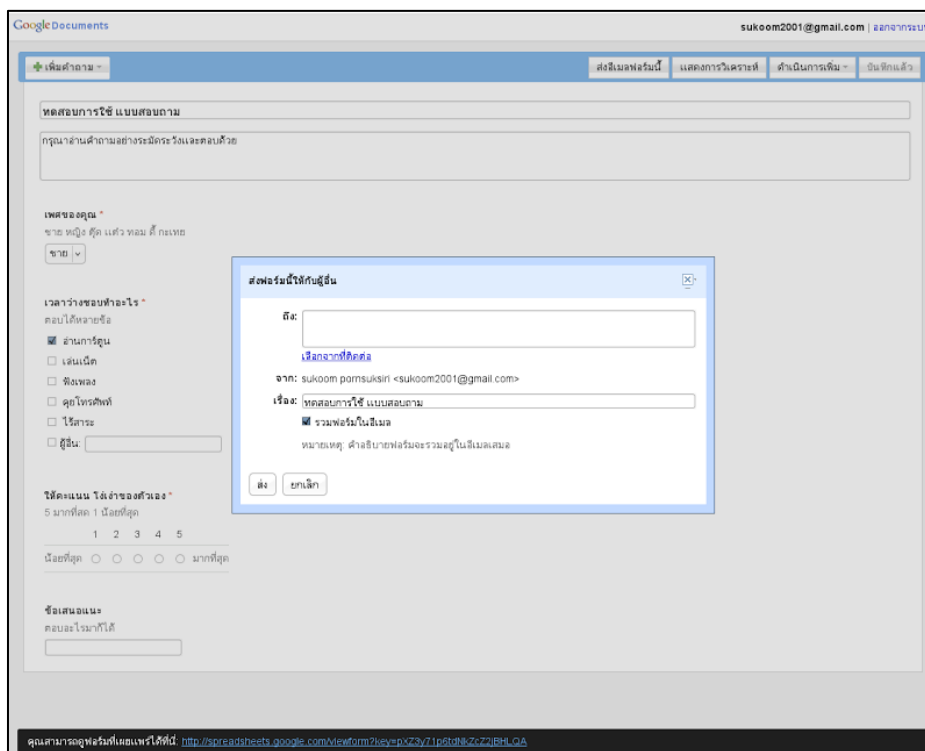 Google Documents
sukoom2001@gmail.com | ออกจากระบบ
เพิ่มคำถาม
ส่งอีเมลฟอร์มนี้ แสดงการวิเคราะห์ ดำเนินการเพิ่ม บันทึกแล้ว
ทดสอบการใช้ แบบสอบถาม
กรุณาอ่านคำถามอย่างระมัดระวังและตอบด้วย
เพศของคุณ *
ชาย หญิง ตุ๊ด แต๋ว ทอม ดี้ กะเทย
ชาย
เวลาว่างชอบทำอะไร *
ตอบได้หลายข้อ
อ่านการ์ตูน
เล่นเน็ต
ฟังเพลง
คุยโทรศัพท์
ไร้สาระ
ผู้อื่น:
ให้คะแนน โง่เง่าของตัวเอง *
5 มากที่สุด 1 น้อยที่สุด
1 2 3 4 5
น้อยที่สุด มากที่สุด
ข้อเสนอแนะ
ตอบอะไรมาก็ได้
ส่งฟอร์มนี้ให้กับผู้อื่น
ถึง:
เลือกจากที่ติดต่อ
จาก: sukoom pornsuksiri <sukoom2001@gmail.com>
เรื่อง: ทดสอบการใช้ แบบสอบถาม
รวมฟอร์มในอีเมล
หมายเหตุ: คำอธิบายฟอร์มจะรวมอยู่ในอีเมลเสมอ
ส่ง ยกเลิก
คุณสามารถดูฟอร์มที่เผยแพร่ได้ที่นี่: http://spreadsheets.google.com/viewform?key=pXZ3y71p6tdNkZcZ2jBHLQA